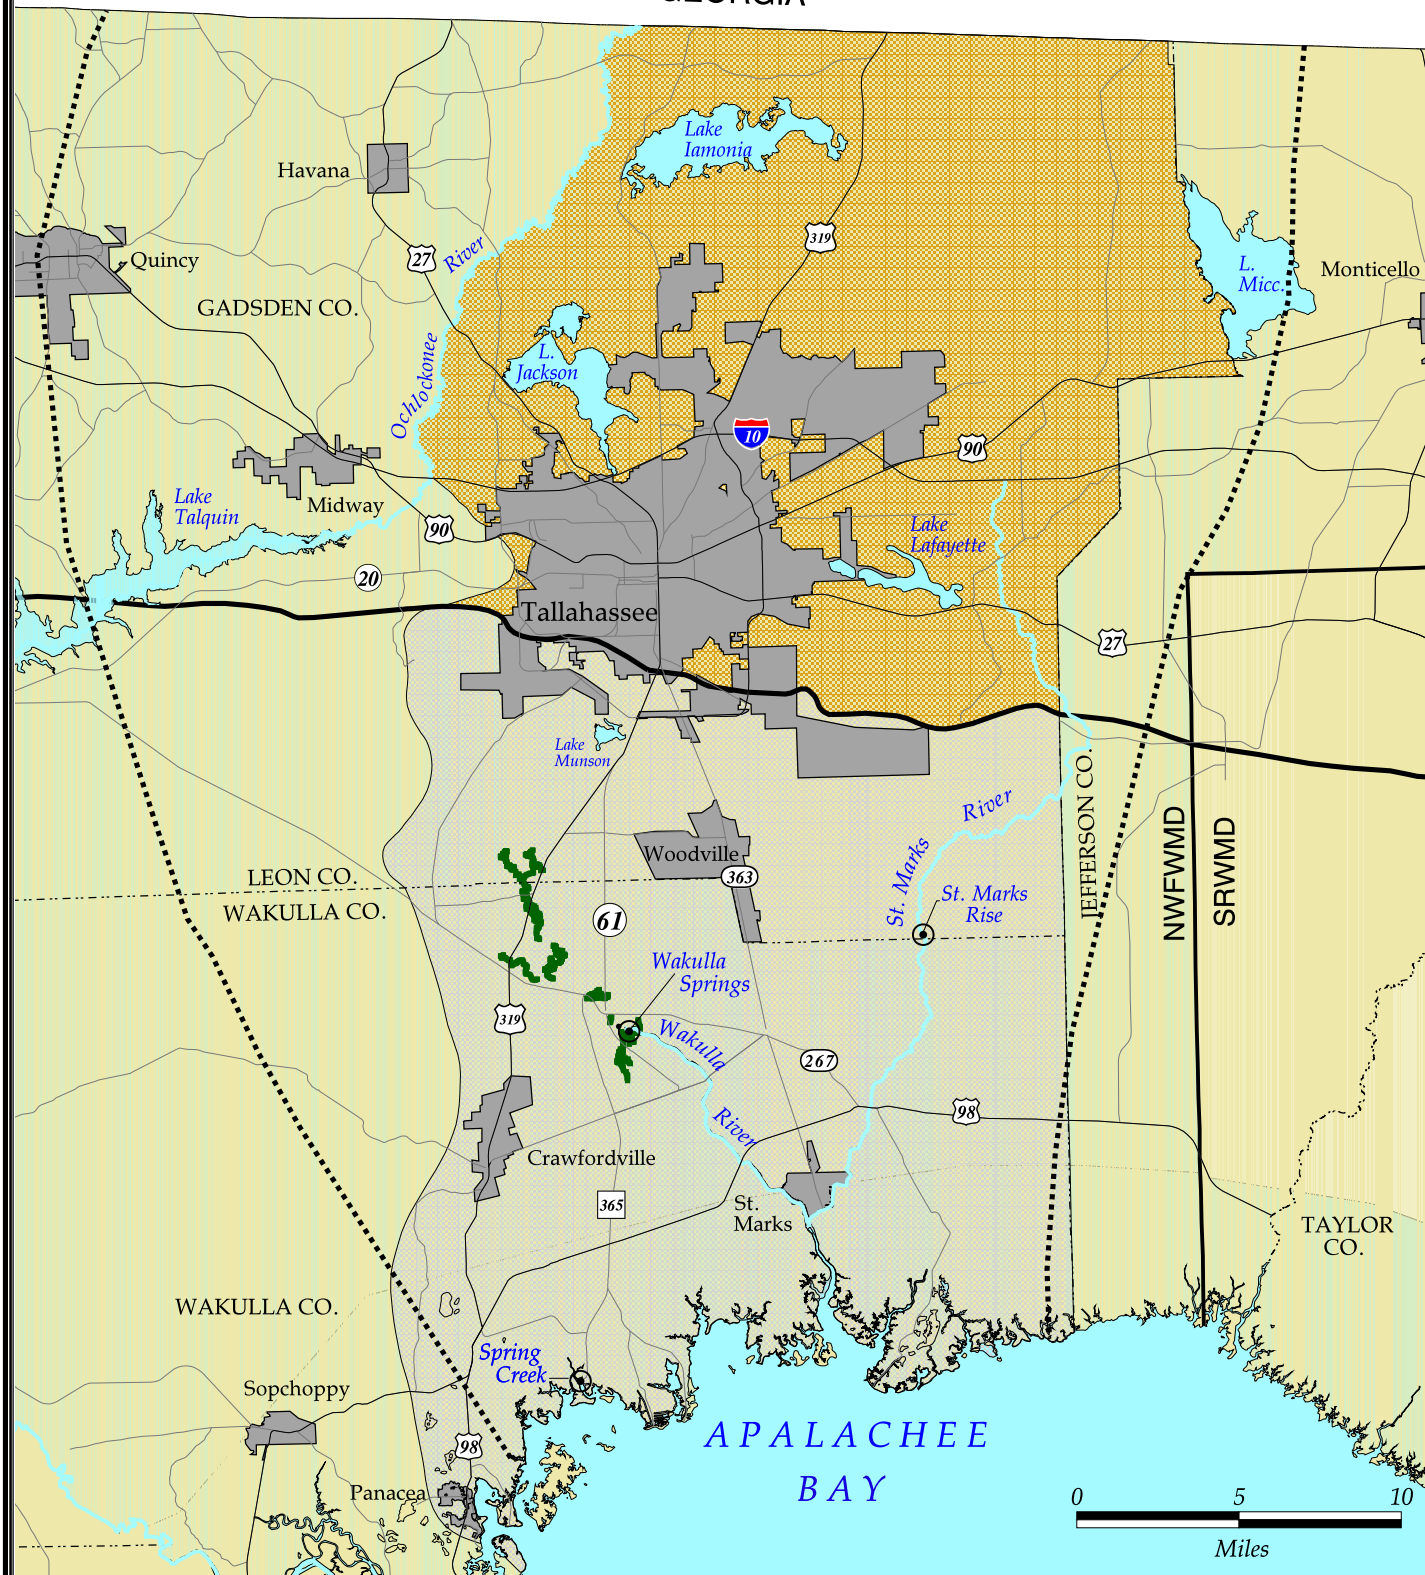 GEORGIA
Lake
Iamonia
Havana
319
27
River
Quincy
L.
Micc.
Monticello
GADSDEN CO.
L.
Jackson
Ochlockonee
10
90
Lake
Talquin
Midway
90
Lake
Lafayette
20
Tallahassee
27
Lake
Munson
JEFFERSON CO.
River
NWFWMD
SRWMD
St. Marks
Woodville
363
LEON CO.
WAKULLA CO.
61
St. Marks
Rise
Wakulla
Springs
319
Wakulla
267
98
River
Crawfordville
365
St.
Marks
TAYLOR
CO.
WAKULLA CO.
Spring
Creek
Sopchoppy
98
APALACHEE
BAY
Panacea
0 5 10
Miles